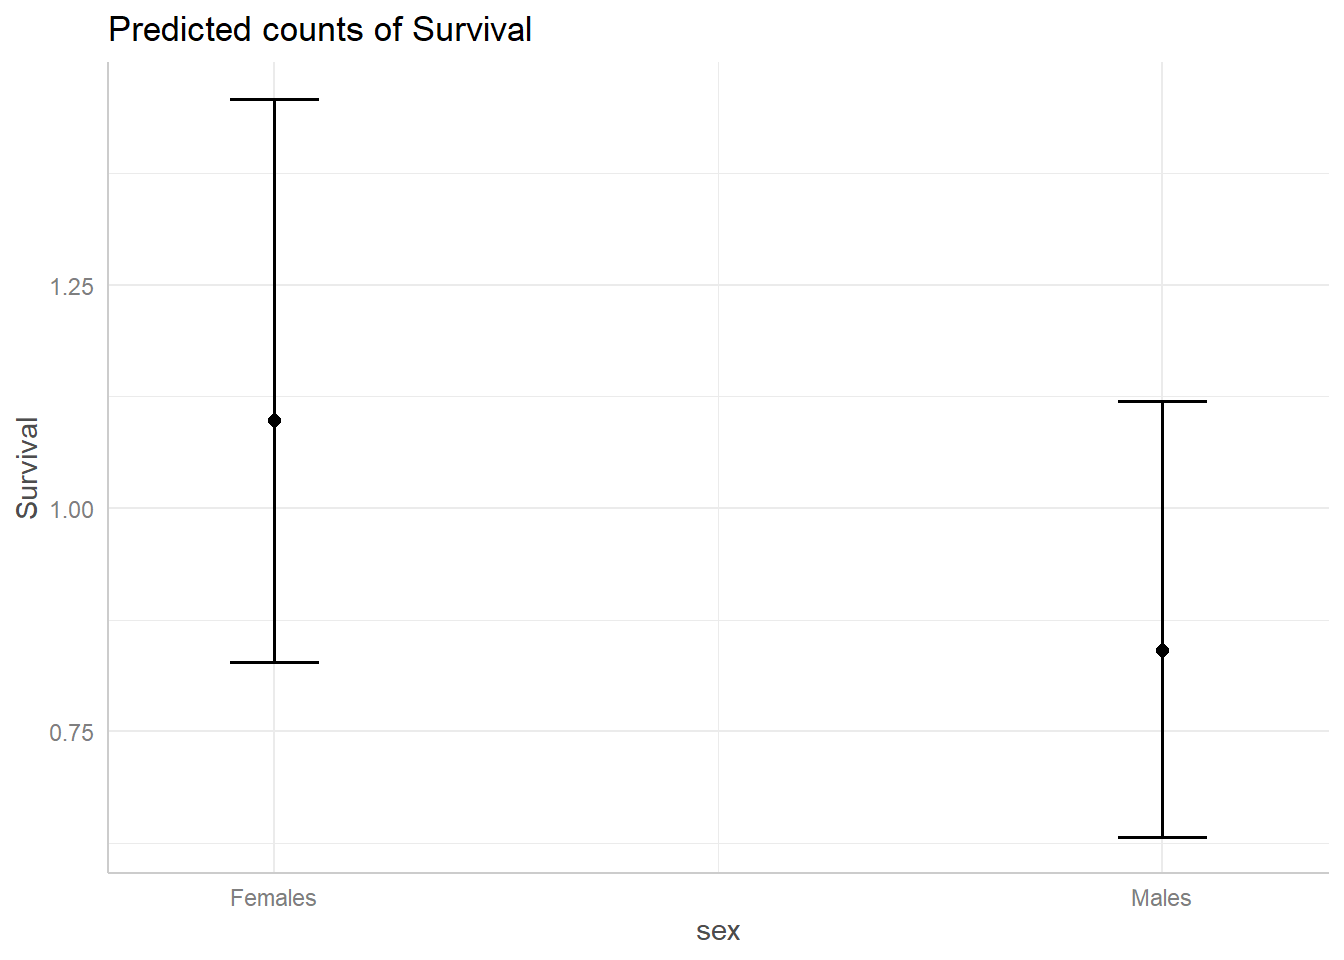 Predicted counts of Survival
Survival
1.25
1.00
0.75
Females
Males
sex